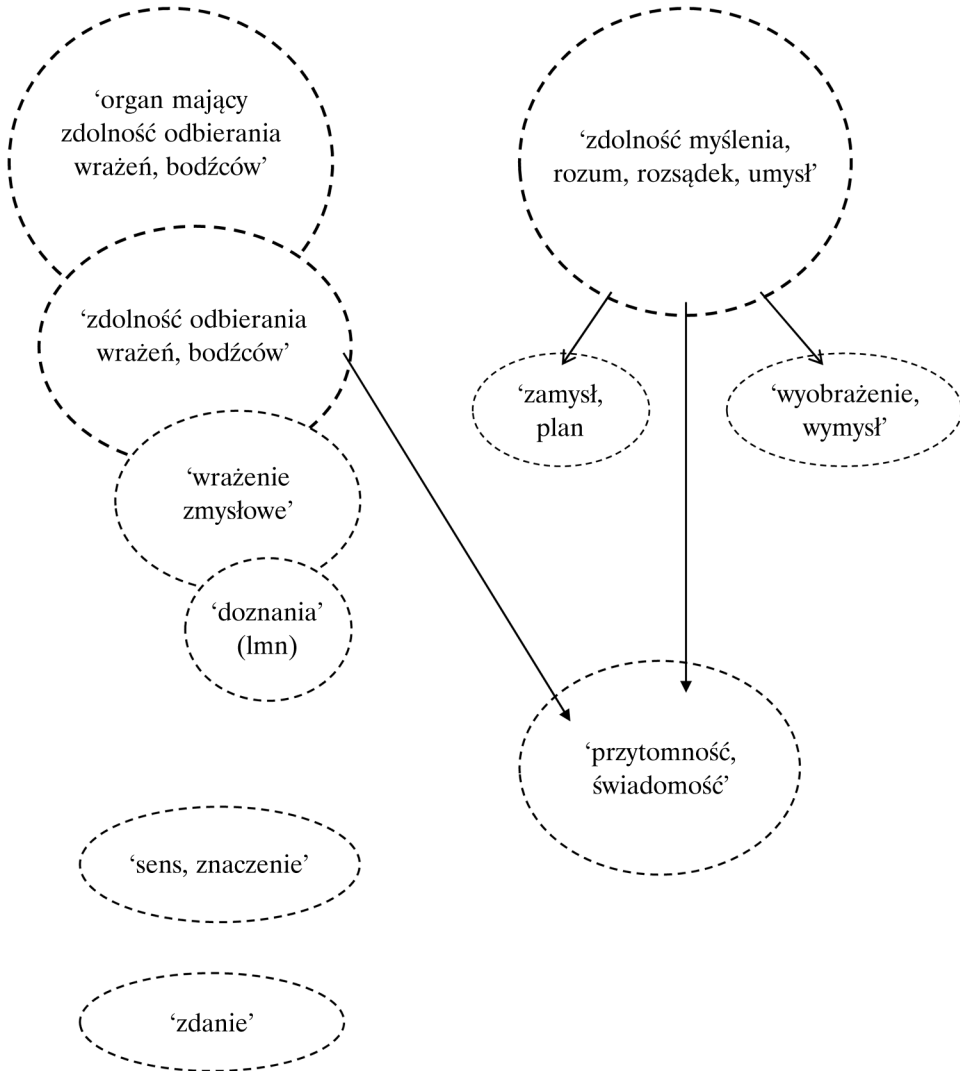 ‘organ mający
zdolność odbierania
wrażeń, bodźców’
‘zdolność myślenia,
rozum, rozsądek, umysł’
‘zdolność odbierania
wrażeń, bodźców’
‘zamysł,
plan
‘wyobrażenie,
wymysł’
‘wrażenie
zmysłowe’
‘doznania’
(lmn)
‘przytomność,
świadomość’
‘sens, znaczenie’
‘zdanie’